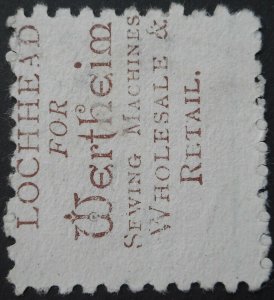 LOCHHEAD
FOR
Wertheim
SEWING MACHINES
WHOLESALE &
RETAIL.